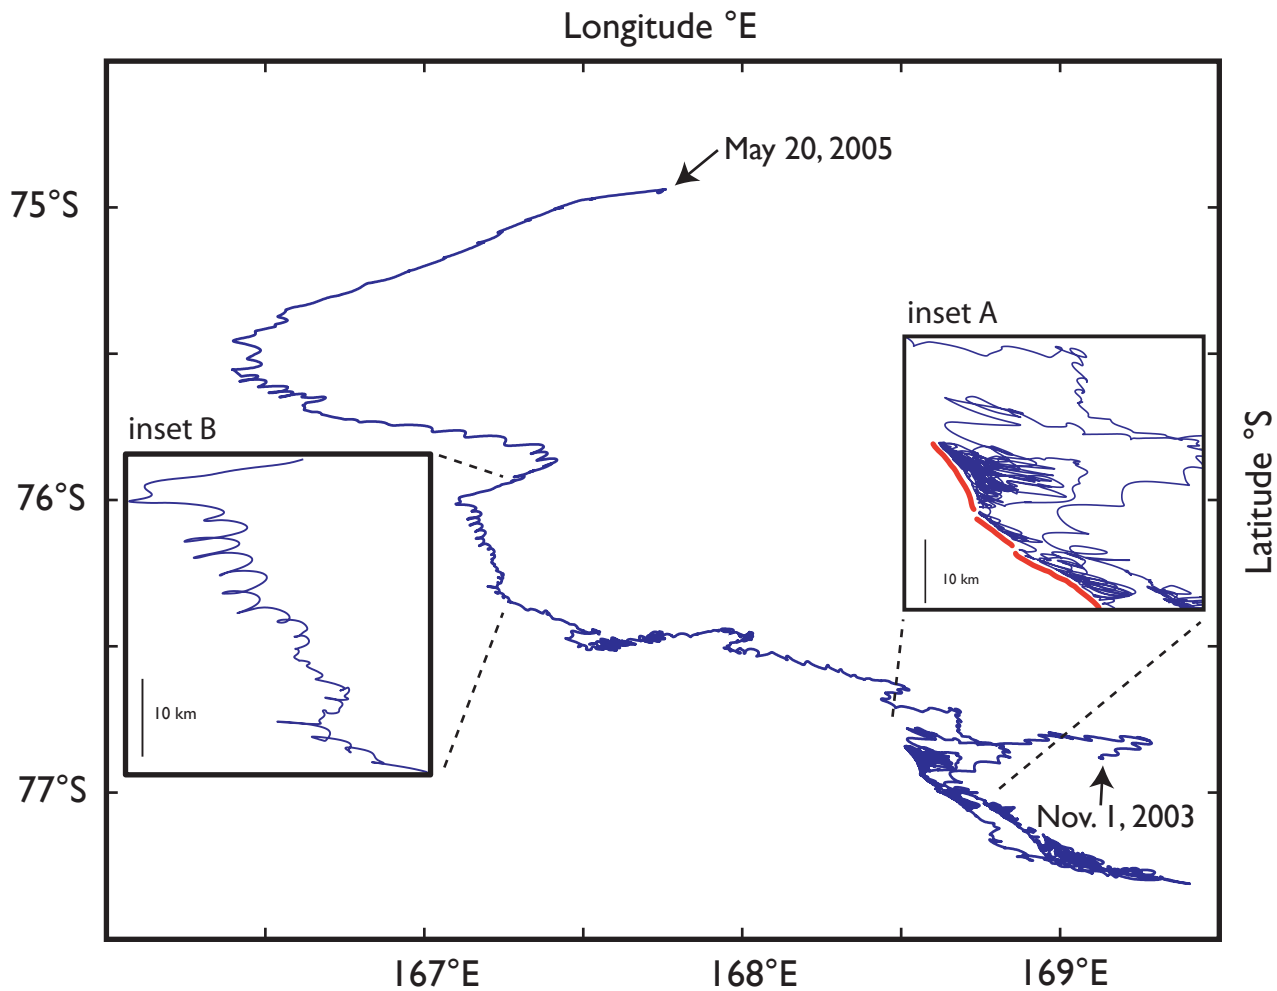 Longitude °E
May 20, 2005
75°S
inset A
inset B
Latitude °S
76°S
10 km
10 km
77°S
Nov. 1, 2003
167°E
168°E
169°E